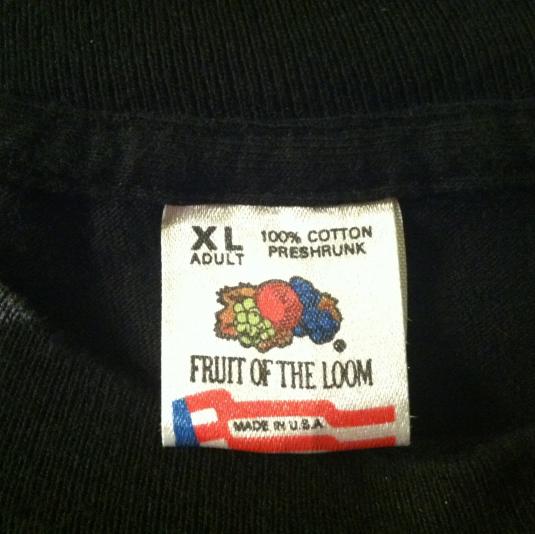 XL 100% COTTON
ADULT PRESHRUNK
®
FRUIT OF THE LOOM
MADE IN U.S.A